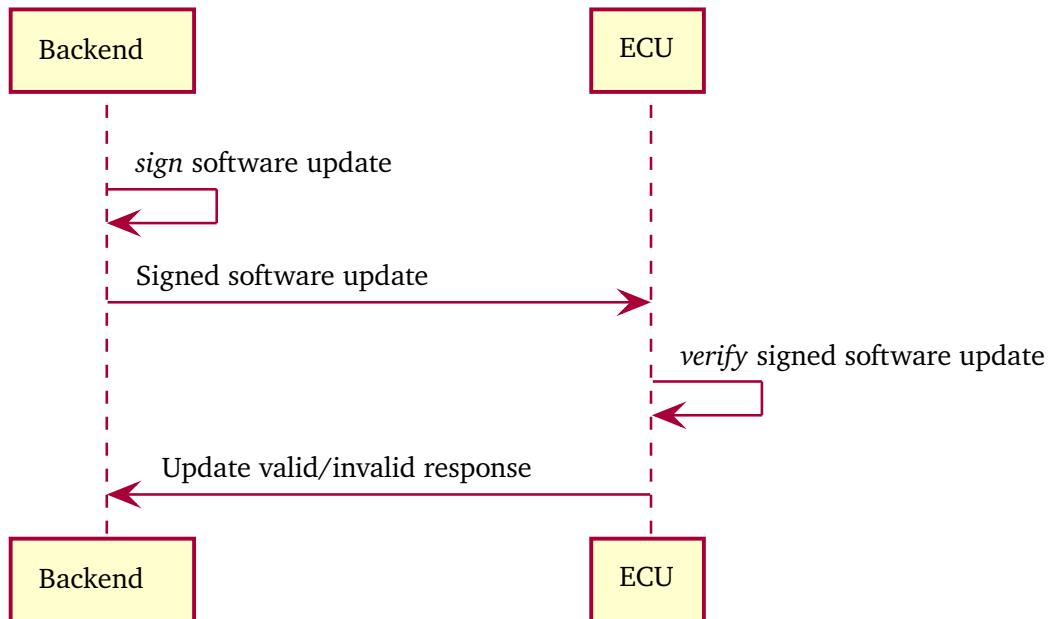 Backend
ECU
sign software update
Signed software update
verify signed software update
Update valid/invalid response
Backend
ECU